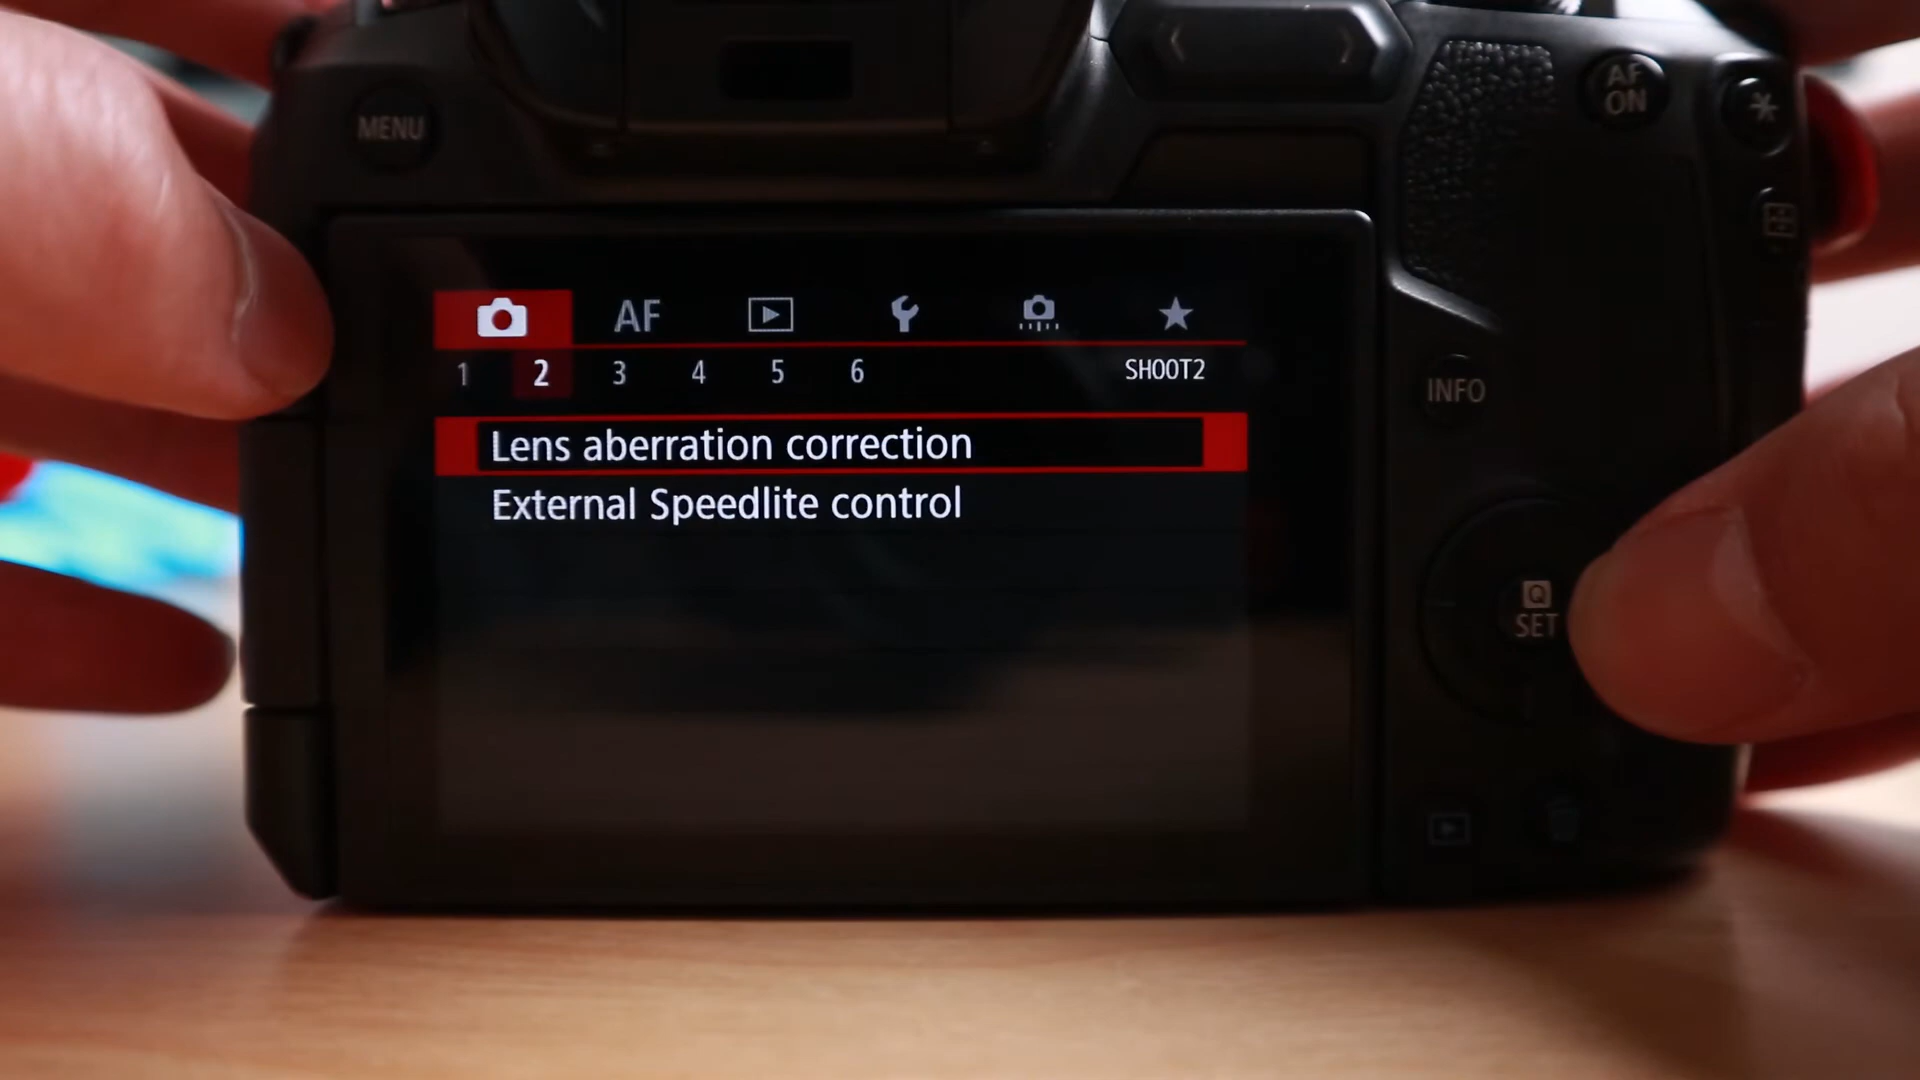 MENU
AF
ON
*
AF
1 2 3 4 5 6 SHOOT2
INFO
Lens aberration correction
External Speedlite control
Q
SET